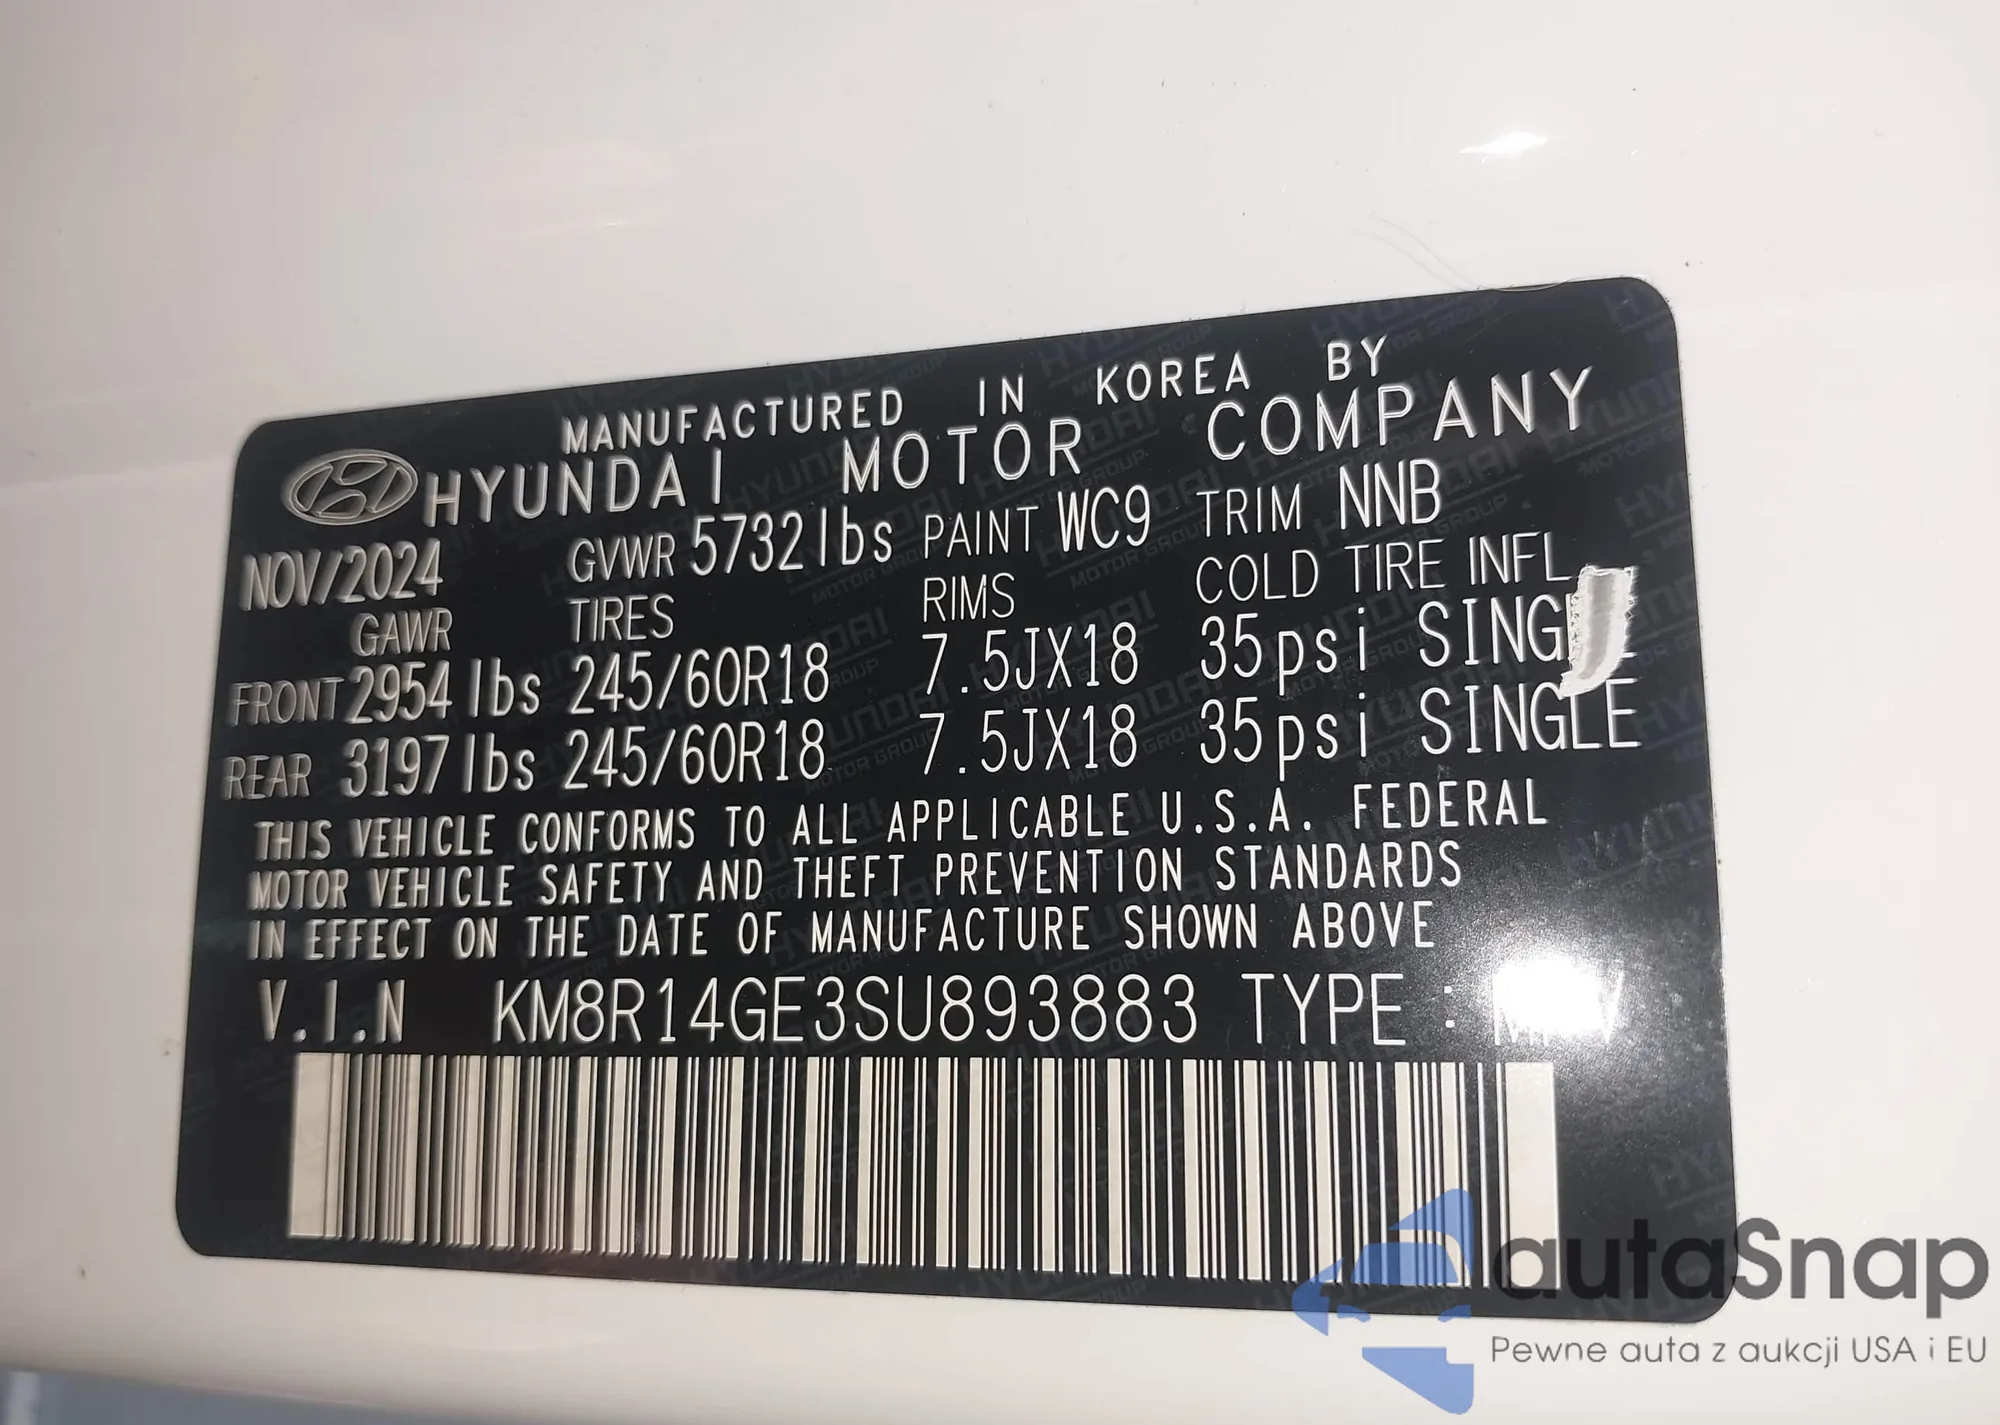 MANUFACTURED IN KOREA BY
HYUNDAI MOTOR COMPANY
NOV/2024 GVWR 5732lbs PAINT WC9 TRIM NNB
GAWR TIRES RIMS COLD TIRE INFL
FRONT 2954 lbs 245/60R18 7.5JX18 35psi SINGLE
REAR 3197 lbs 245/60R18 7.5JX18 35psi SINGLE
THIS VEHICLE CONFORMS TO ALL APPLICABLE U.S.A. FEDERAL
MOTOR VEHICLE SAFETY AND THEFT PREVENTION STANDARDS
IN EFFECT ON THE DATE OF MANUFACTURE SHOWN ABOVE
V.I.N KM8R14GE3SU893883 TYPE : MPV
autaSnap
Pewne auta z aukcji USA i EU